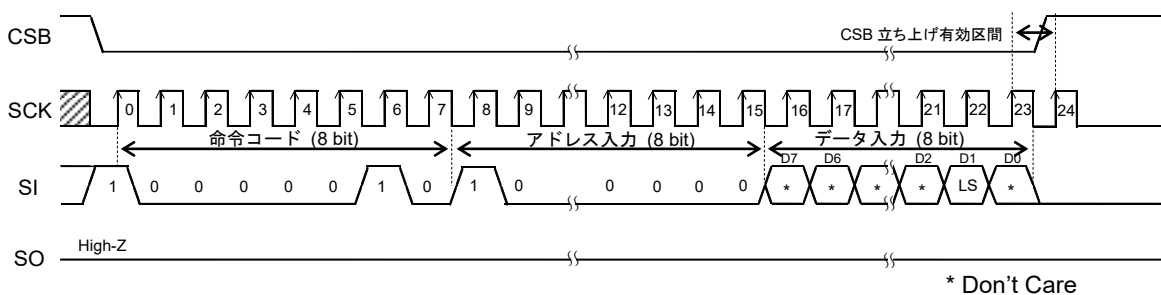 CSB
CSB 立ち上げ有効区間
SCK
0 1 2 3 4 5 6 7 8 9 12 13 14 15 16 17 21 22 23 24
命令コード (8 bit) アドレス入力 (8 bit) データ入力 (8 bit)
D7 D6 D2 D1 D0
SI
1 0 0 0 0 0 1 0 1 0 0 0 0 0 * * * * LS *
High-Z
SO
* Don't Care